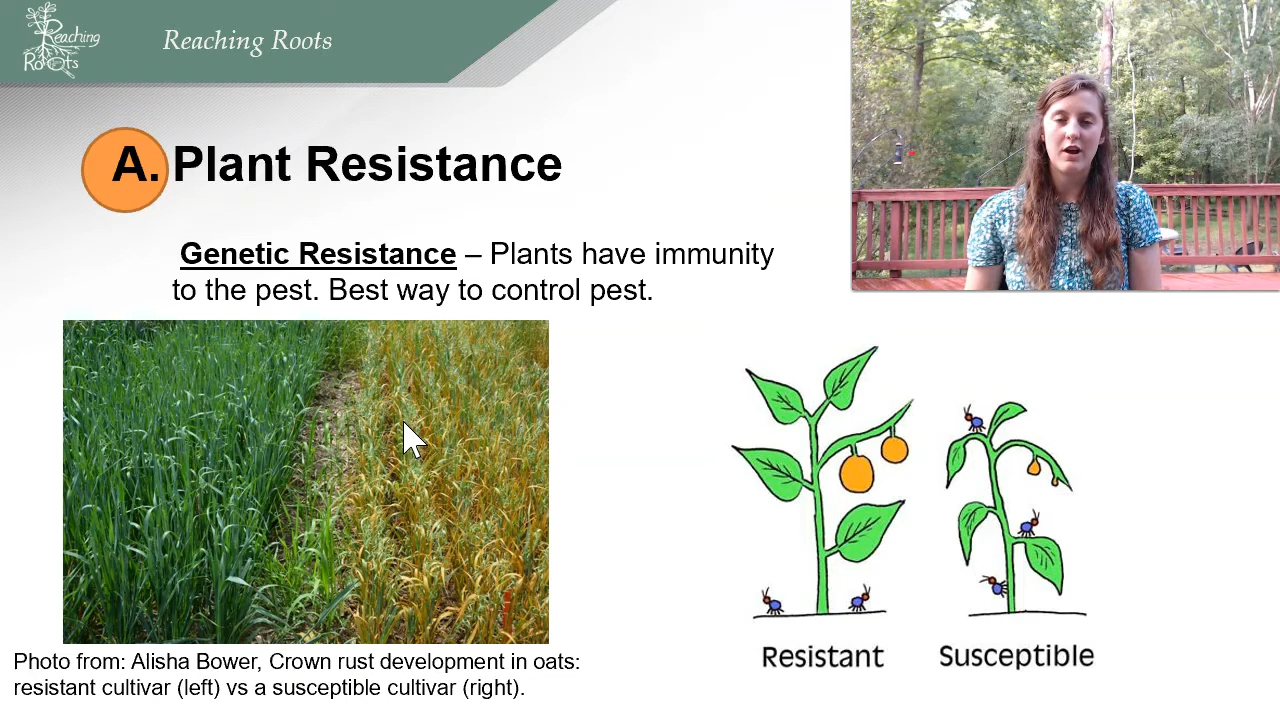 Reaching
Roots
Reaching Roots
A. Plant Resistance
Genetic Resistance – Plants have immunity
to the pest. Best way to control pest.
Photo from: Alisha Bower, Crown rust development in oats:
resistant cultivar (left) vs a susceptible cultivar (right).
Resistant
Susceptible